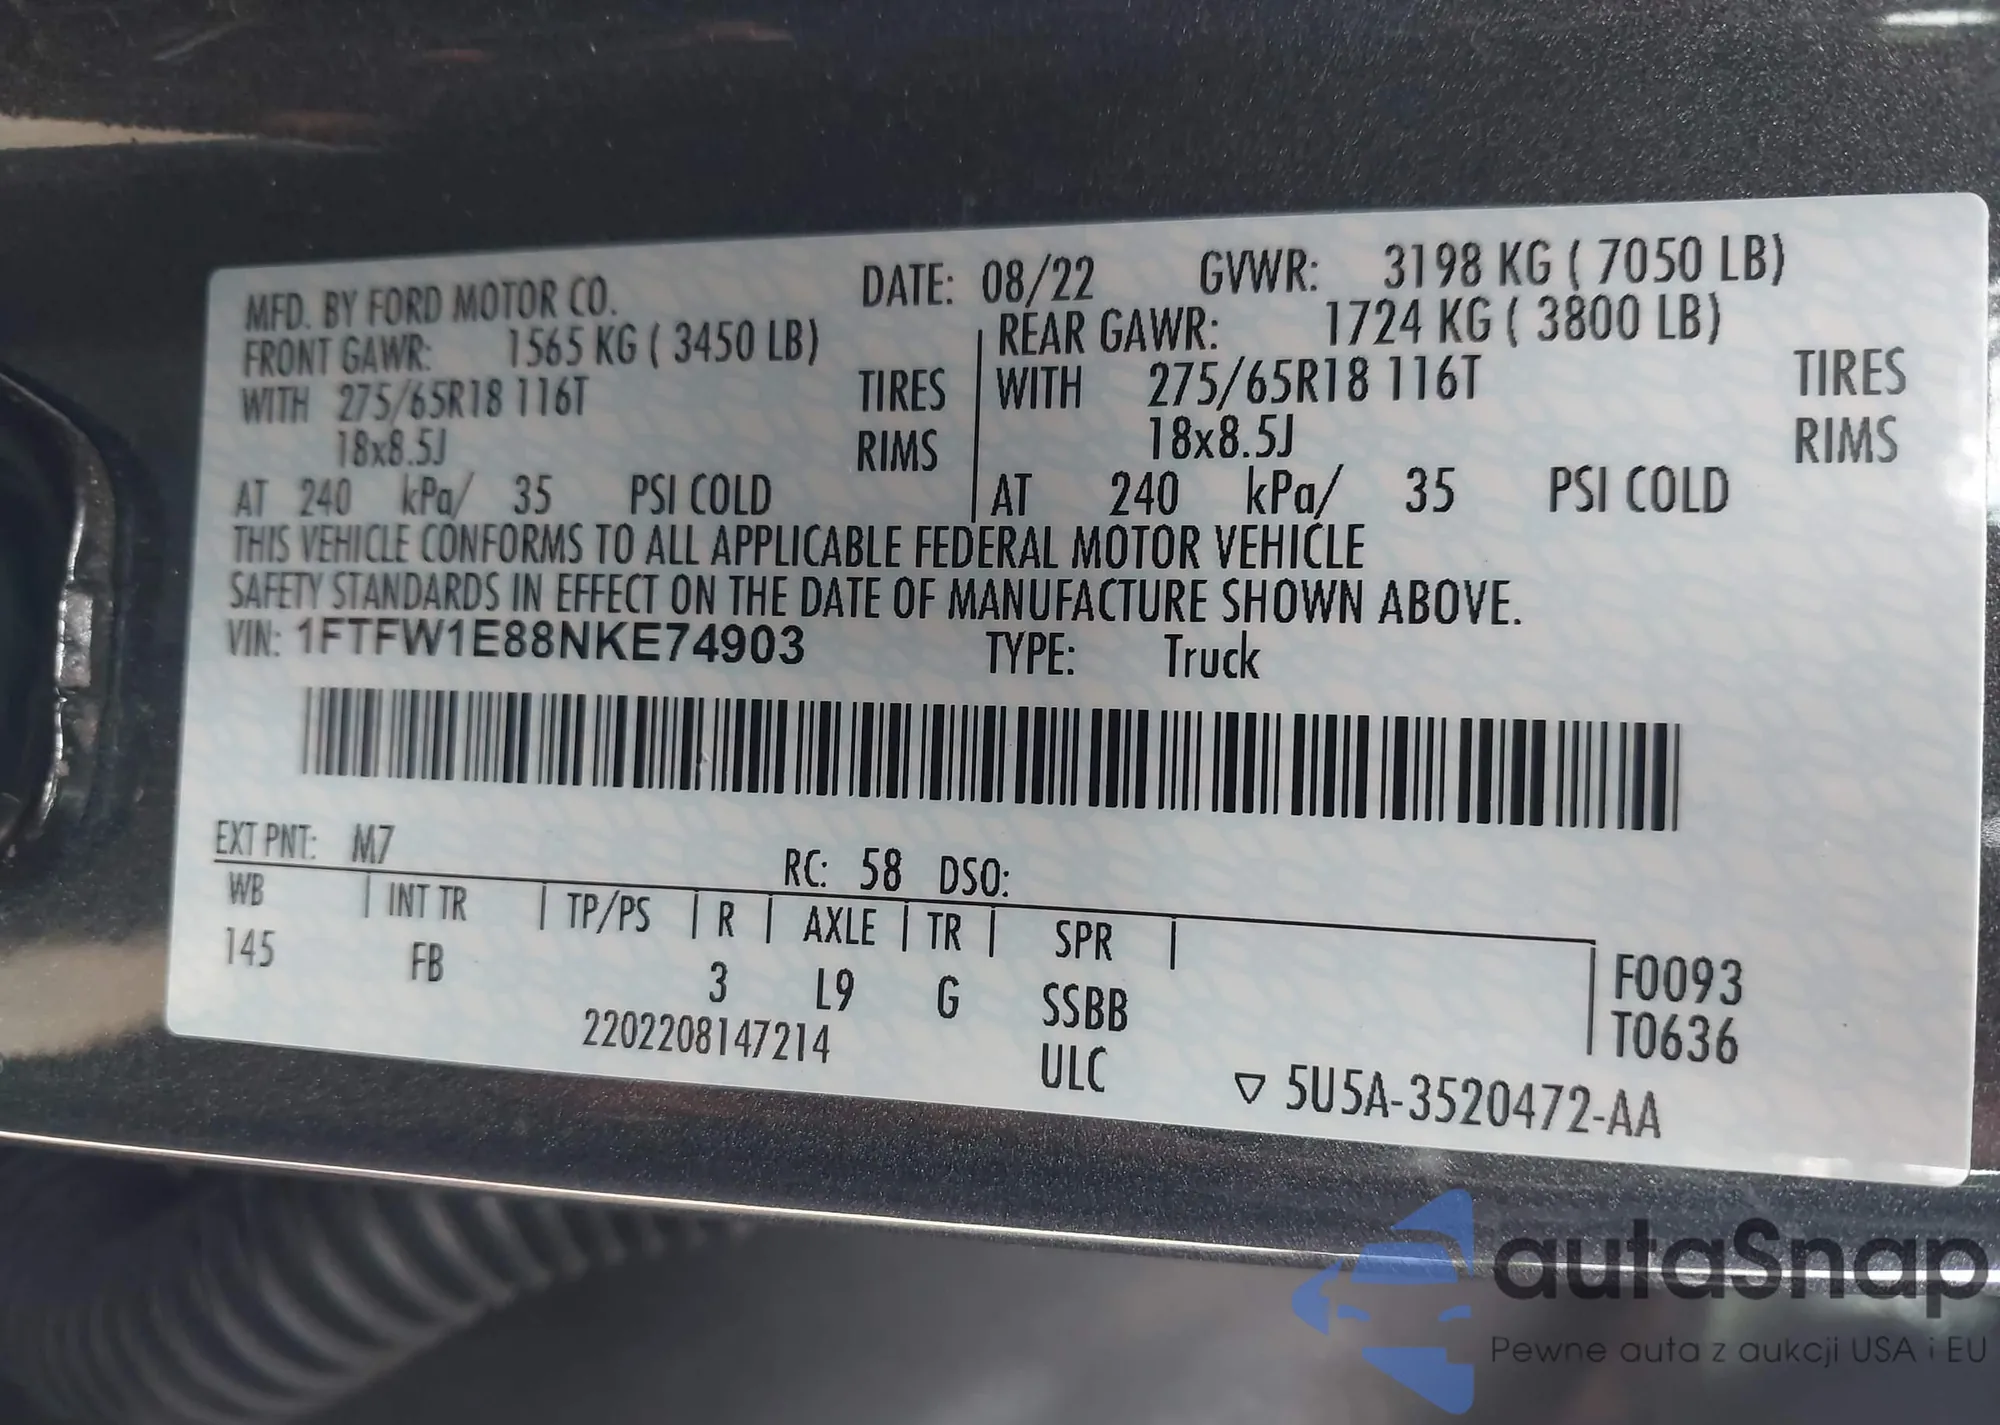 MFD. BY FORD MOTOR CO. DATE: 08/22 GVWR: 3198 KG ( 7050 LB)
FRONT GAWR: 1565 KG ( 3450 LB) REAR GAWR: 1724 KG ( 3800 LB)
WITH 275/65R18 116T TIRES WITH 275/65R18 116T TIRES
18x8.5J RIMS 18x8.5J RIMS
AT 240 kPa/ 35 PSI COLD AT 240 kPa/ 35 PSI COLD
THIS VEHICLE CONFORMS TO ALL APPLICABLE FEDERAL MOTOR VEHICLE
SAFETY STANDARDS IN EFFECT ON THE DATE OF MANUFACTURE SHOWN ABOVE.
VIN: 1FTFW1E88NKE74903 TYPE: Truck
EXT PNT: M7 RC: 58 DSO:
WB INT TR TP/PS R AXLE TR SPR
145 FB 3 L9 G SSBB F0093
2202208147214 ULC T0636
▽ 5U5A-3520472-AA
autaSnap
Pewne auta z aukcji USA i EU